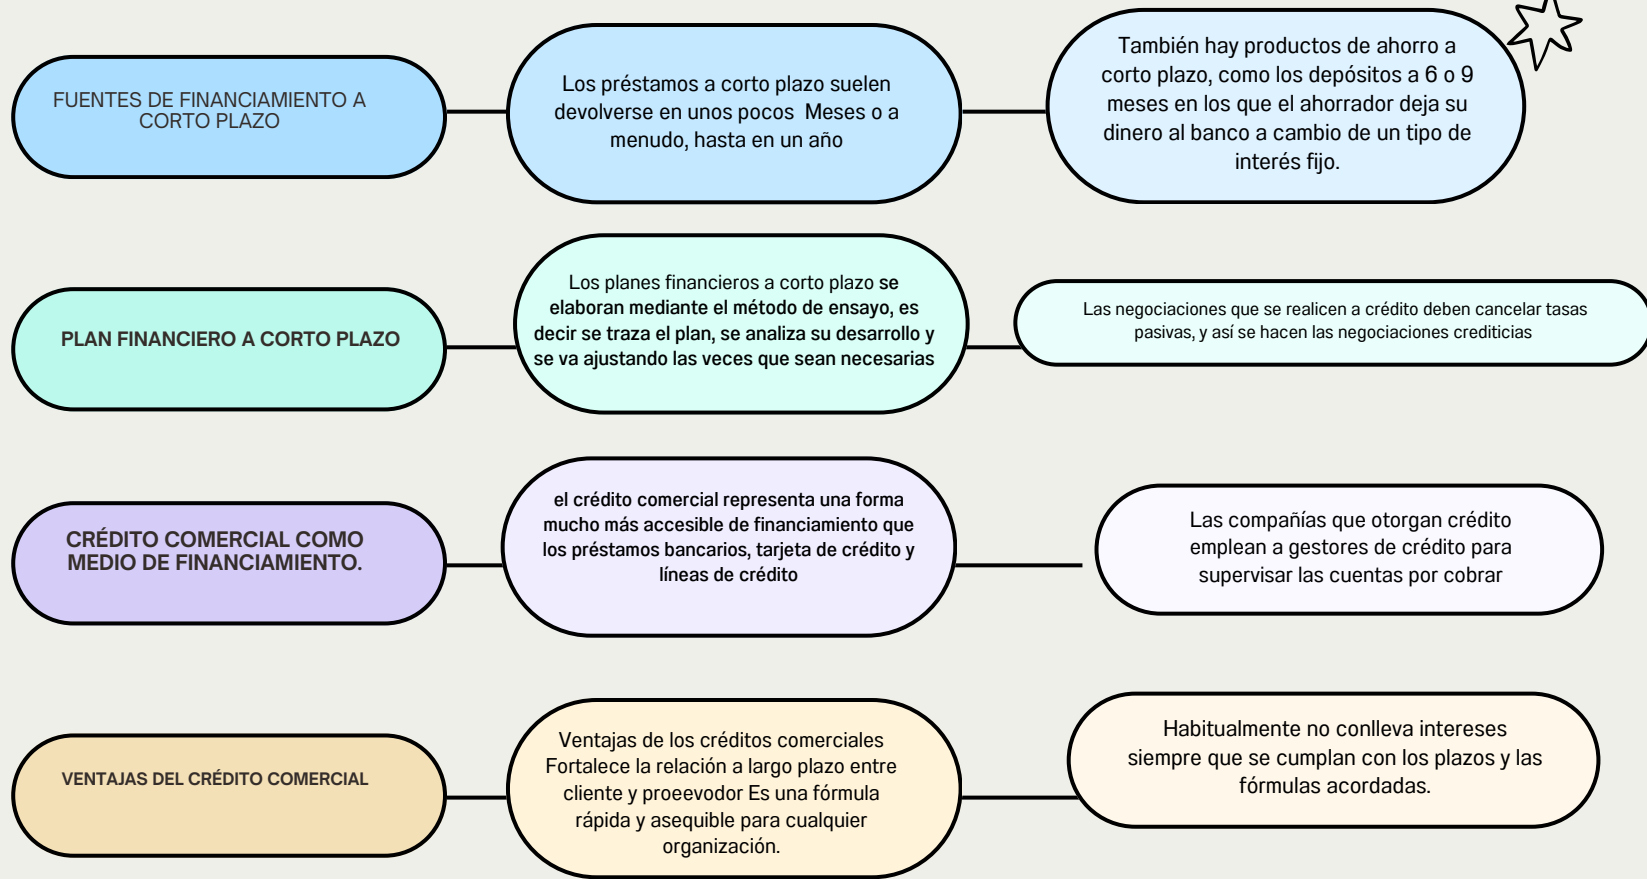 FUENTES DE FINANCIAMIENTO A
CORTO PLAZO
Los préstamos a corto plazo suelen
devolverse en unos pocos  Meses o a
menudo, hasta en un año
También hay productos de ahorro a
corto plazo, como los depósitos a 6 o 9
meses en los que el ahorrador deja su
dinero al banco a cambio de un tipo de
interés fijo.
PLAN FINANCIERO A CORTO PLAZO
Los planes financieros a corto plazo se
elaboran mediante el método de ensayo, es
decir se traza el plan, se analiza su desarrollo y
se va ajustando las veces que sean necesarias
Las negociaciones que se realicen a crédito deben cancelar tasas
pasivas, y así se hacen las negociaciones crediticias
CRÉDITO COMERCIAL COMO
MEDIO DE FINANCIAMIENTO.
el crédito comercial representa una forma
mucho más accesible de financiamiento que
los préstamos bancarios, tarjeta de crédito y
líneas de crédito
Las compañías que otorgan crédito
emplean a gestores de crédito para
supervisar las cuentas por cobrar
VENTAJAS DEL CRÉDITO COMERCIAL
Ventajas de los créditos comerciales
Fortalece la relación a largo plazo entre
cliente y proeevodor Es una fórmula
rápida y asequible para cualquier
organización.
Habitualmente no conlleva intereses
siempre que se cumplan con los plazos y las
fórmulas acordadas.